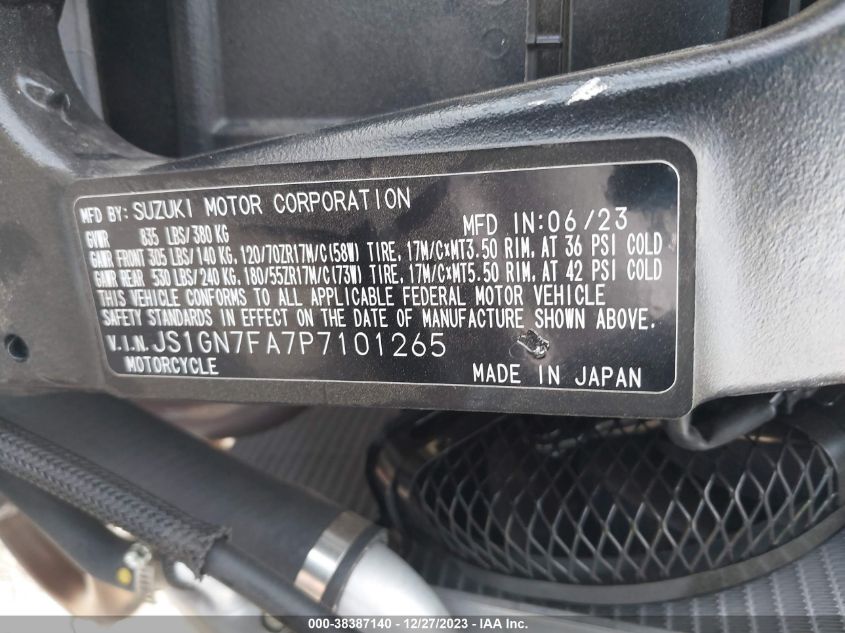 MFD BY: SUZUKI MOTOR CORPORATION MFD IN:06/23
GVWR 835 LBS/380 KG
GAWR FRONT 305 LBS/140 KG, 120/70ZR17M/C(58W) TIRE, 17M/C×MT3.50 RIM, AT 36 PSI COLD
GAWR REAR 530 LBS/240 KG, 180/55ZR17M/C(73W) TIRE, 17M/C×MT5.50 RIM, AT 42 PSI COLD
THIS VEHICLE CONFORMS TO ALL APPLICABLE FEDERAL MOTOR VEHICLE
SAFETY STANDARDS IN EFFECT ON THE DATE OF MANUFACTURE SHOWN ABOVE.
V.I.N. JS1GN7FA7P7101265
MOTORCYCLE MADE IN JAPAN
000-38387140 - 12/27/2023 - IAA Inc.